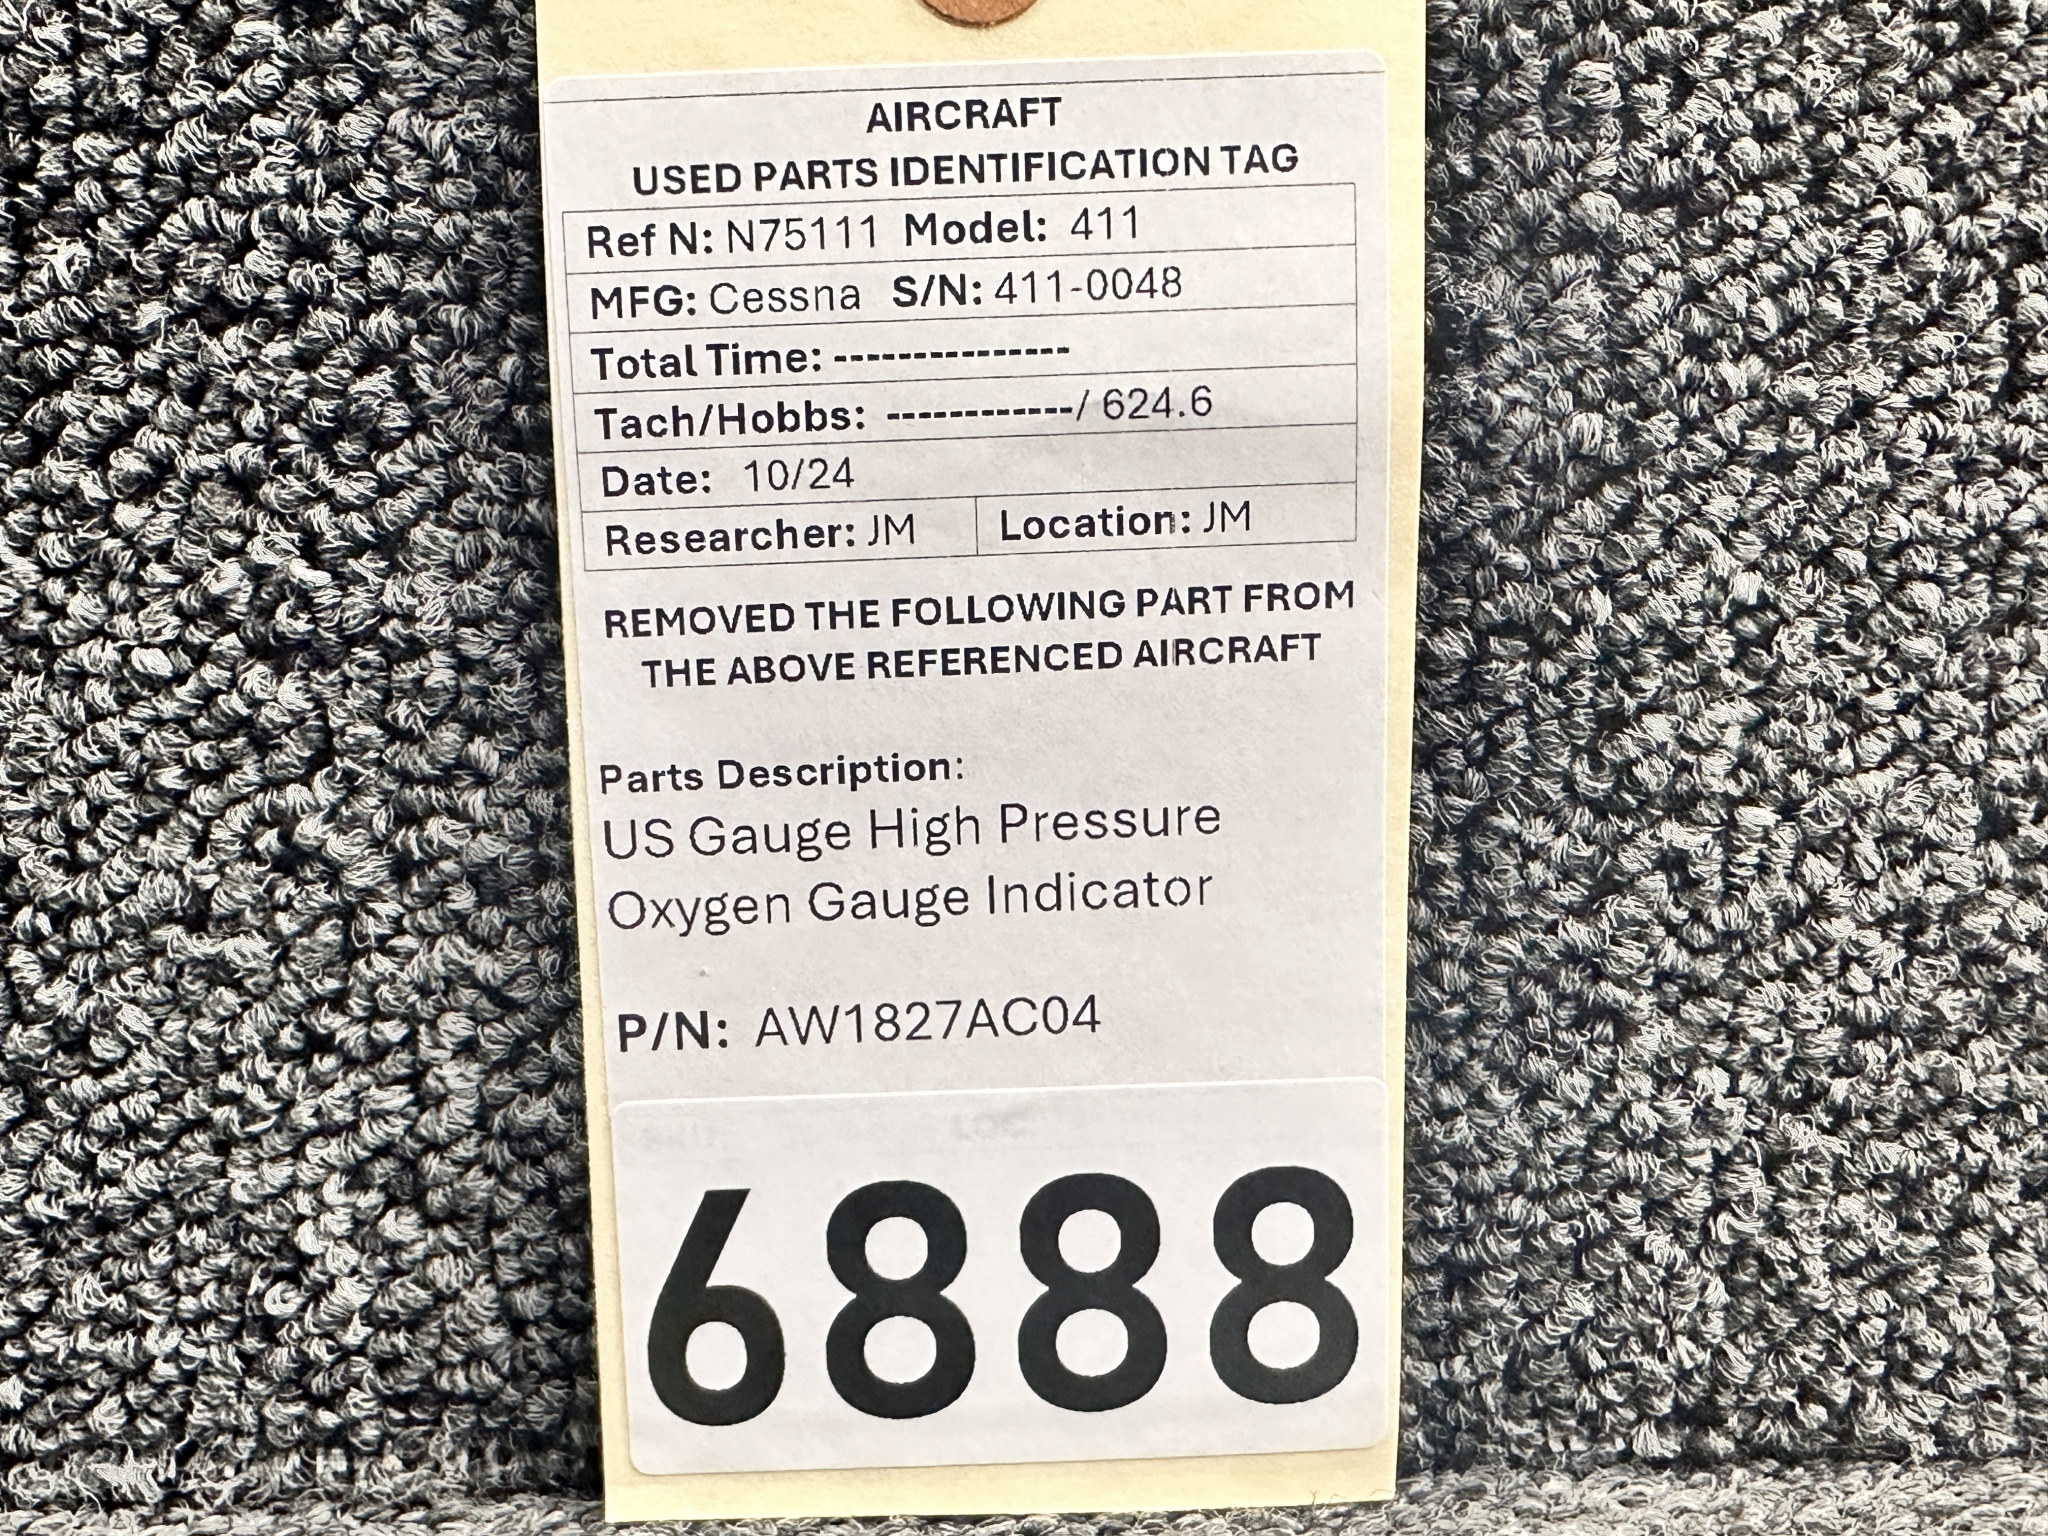 AIRCRAFT
USED PARTS IDENTIFICATION TAG
Ref N: N75111 Model: 411
MFG: Cessna S/N: 411-0048
Total Time: ---------------
Tach/Hobbs: ------------/ 624.6
Date: 10/24
Researcher: JM Location: JM
REMOVED THE FOLLOWING PART FROM
THE ABOVE REFERENCED AIRCRAFT
Parts Description:
US Gauge High Pressure
Oxygen Gauge Indicator
P/N: AW1827AC04
LOC
6888